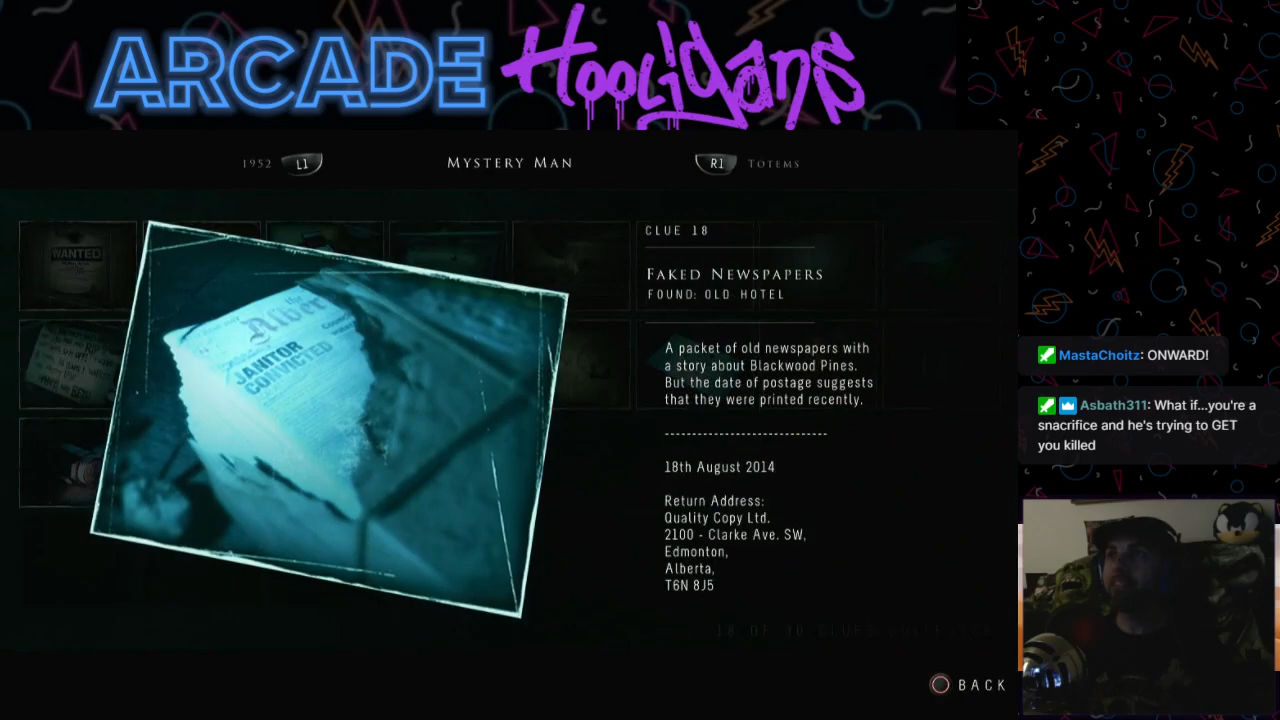 ARCADE Hooligans
1952 L1 MYSTERY MAN R1 TOTEMS
WANTED
CLUE 18
FAKED NEWSPAPERS
FOUND: OLD HOTEL
the
Albert
JANITOR
CONVICTED
A packet of old newspapers with
a story about Blackwood Pines.
But the date of postage suggests
that they were printed recently.
-----------------------------
18th August 2014
Return Address:
Quality Copy Ltd.
2100 - Clarke Ave. SW,
Edmonton,
Alberta,
T6N 8J5
BACK
MastaChoitz: ONWARD!
Asbath311: What if...you're a
snacrifice and he's trying to GET
you killed